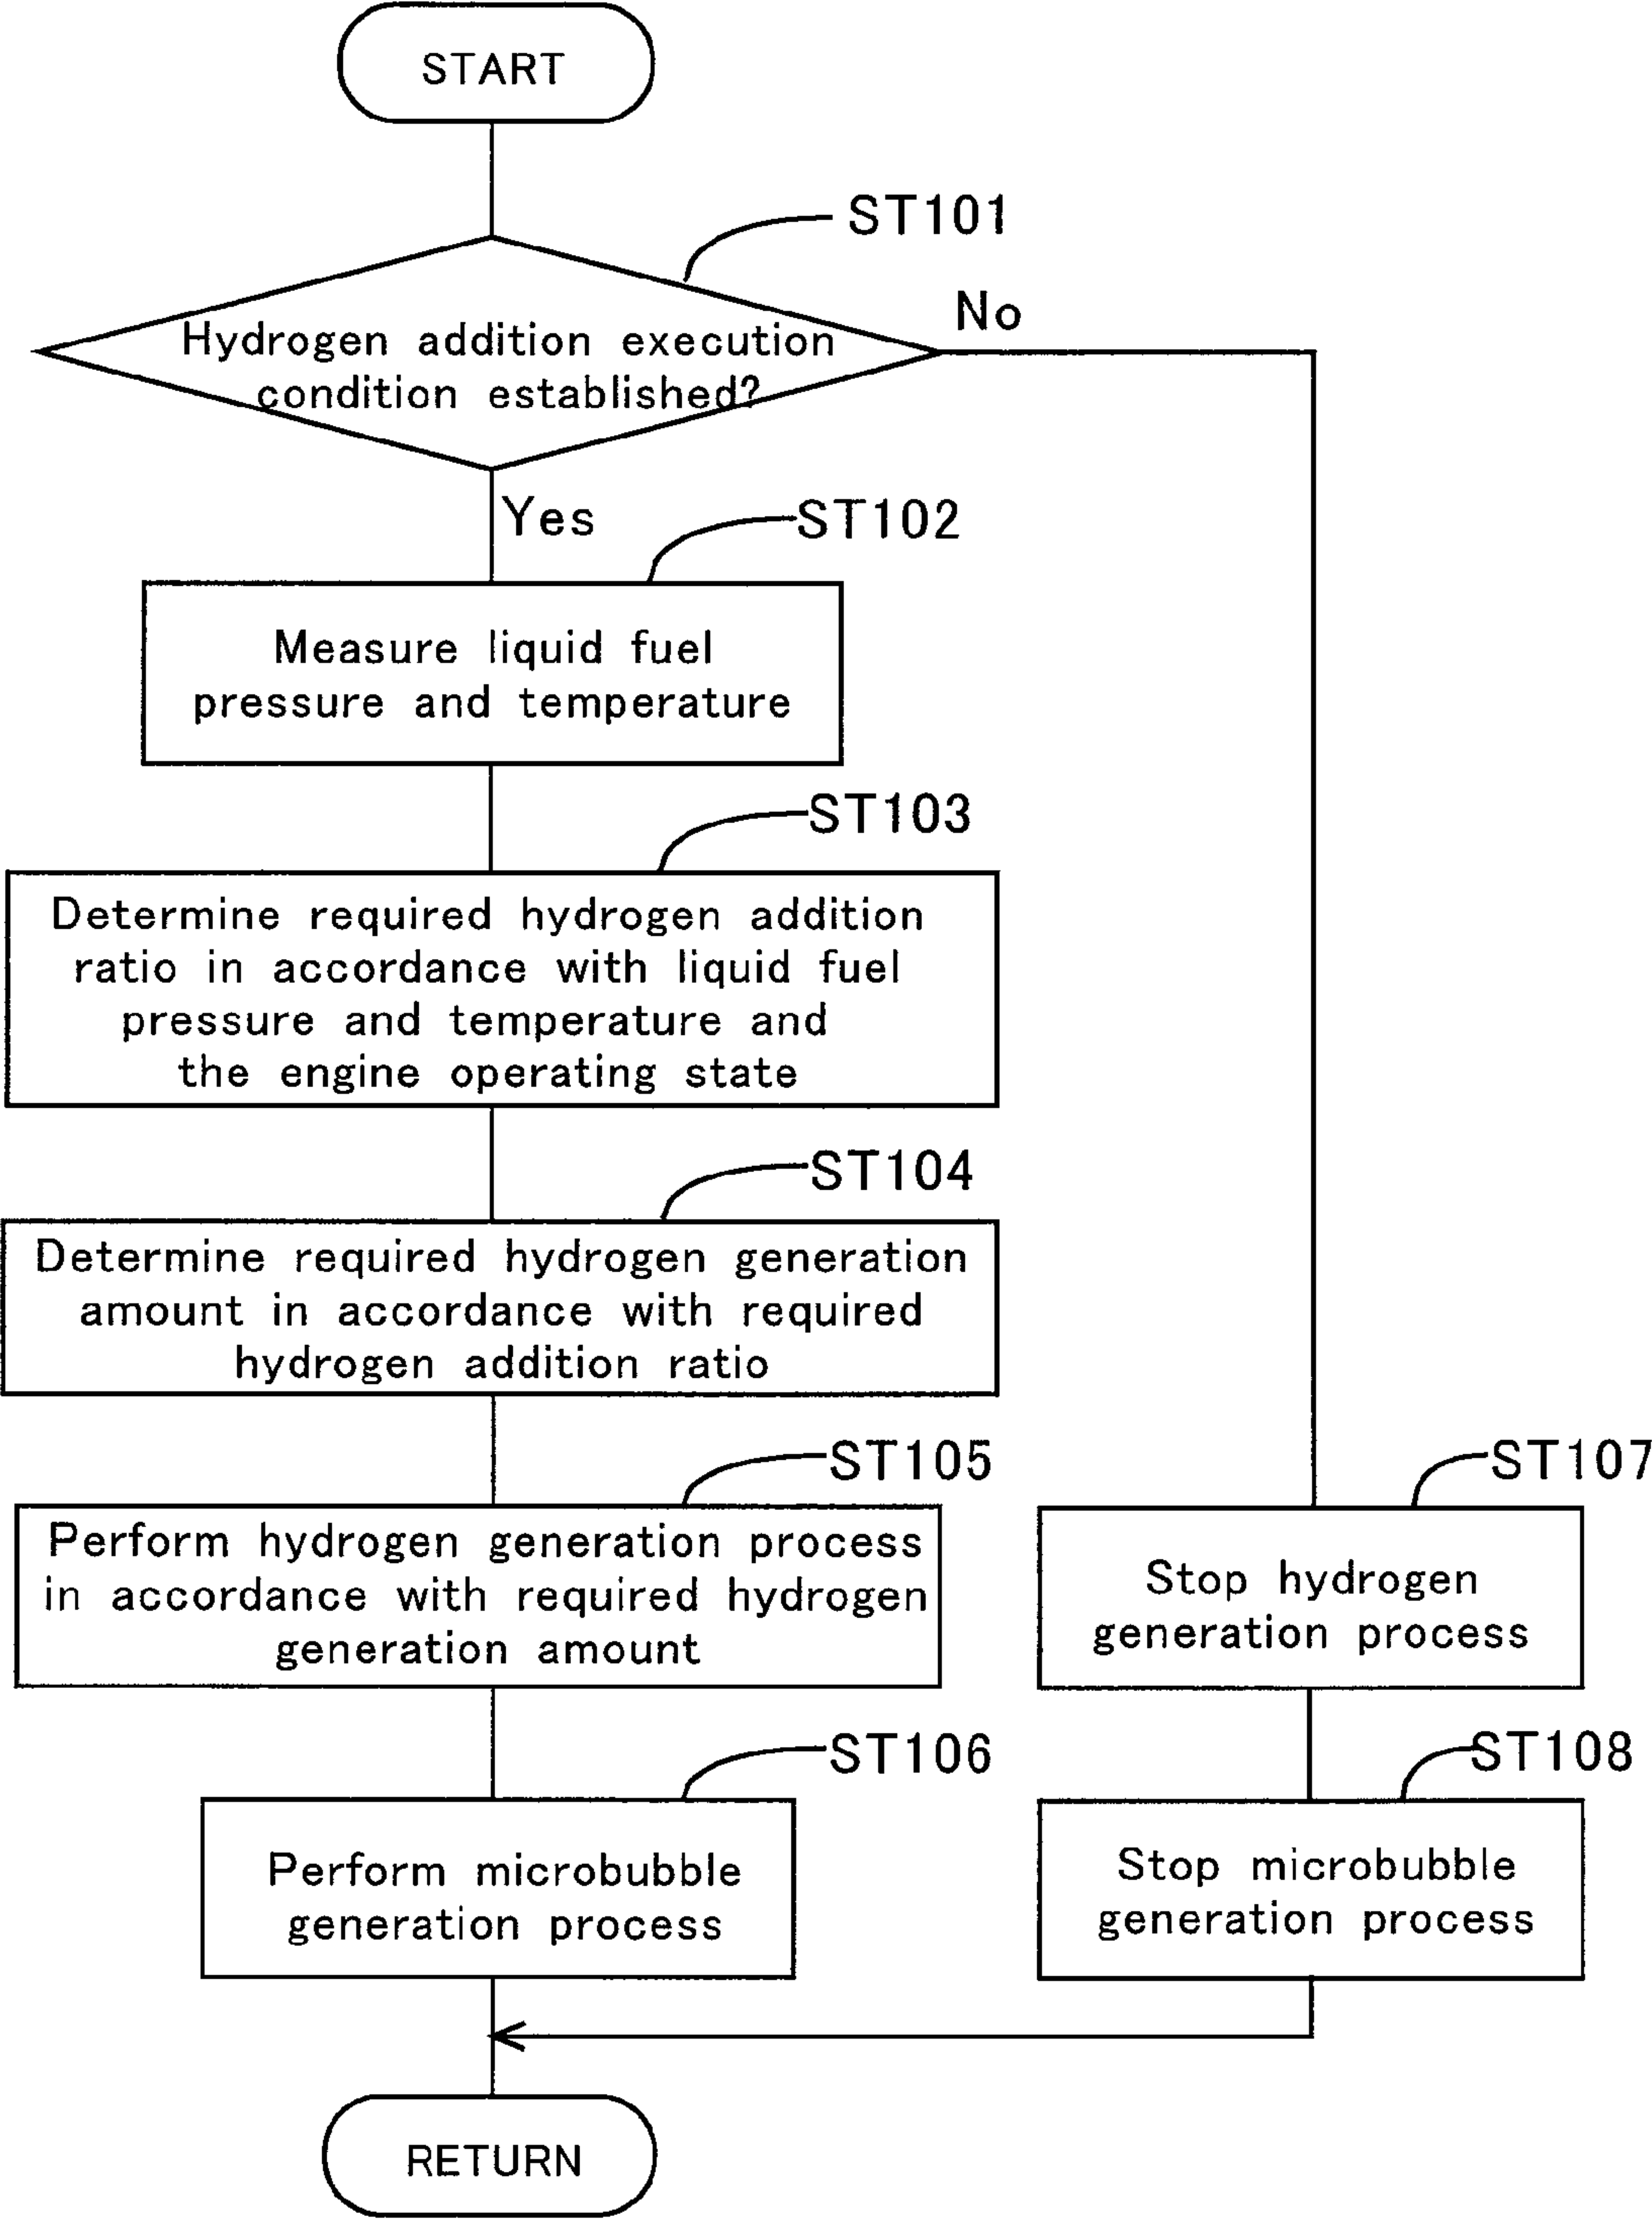 START
ST101
No
Hydrogen addition execution
condition established?
Yes
ST102
Measure liquid fuel
pressure and temperature
ST103
Determine required hydrogen addition
ratio in accordance with liquid fuel
pressure and temperature and
the engine operating state
ST104
Determine required hydrogen generation
amount in accordance with required
hydrogen addition ratio
ST105
Perform hydrogen generation process
in accordance with required hydrogen
generation amount
ST107
Stop hydrogen
generation process
ST106
Perform microbubble
generation process
ST108
Stop microbubble
generation process
RETURN